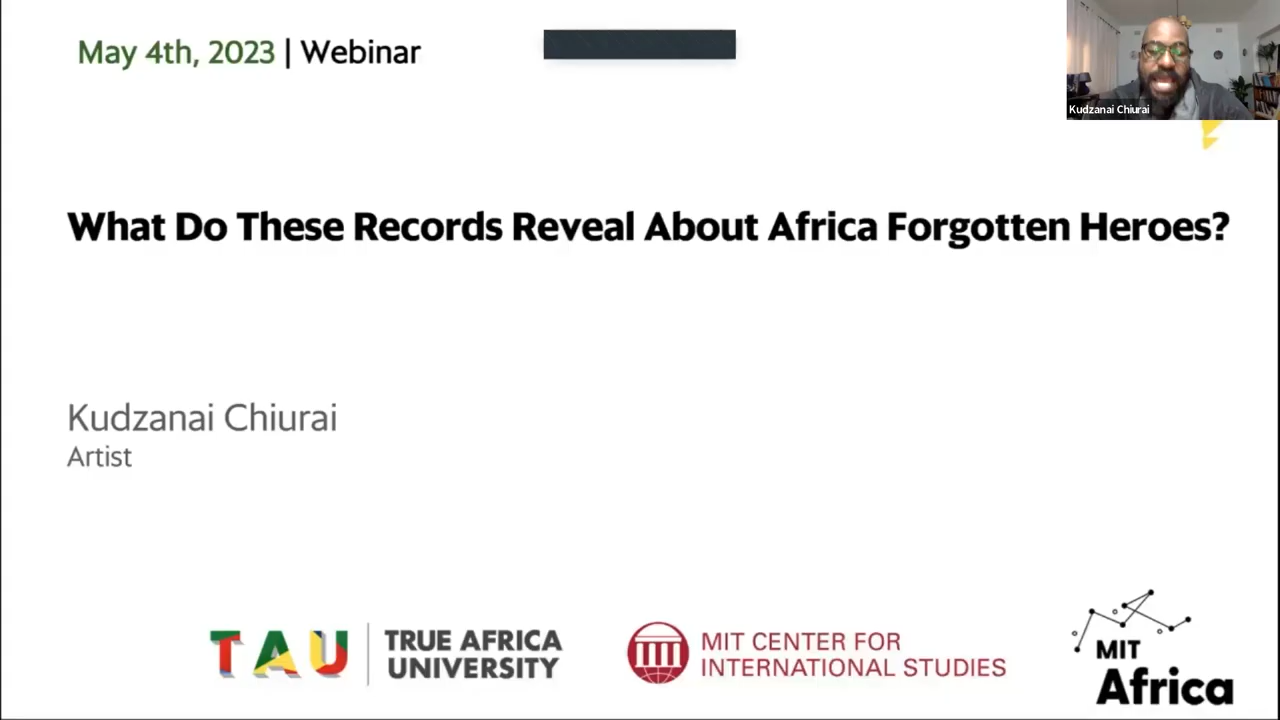 May 4th, 2023 | Webinar
Kudzanai Chiurai
What Do These Records Reveal About Africa Forgotten Heroes?
Kudzanai Chiurai
Artist
TAU
TRUE AFRICA
UNIVERSITY
MIT CENTER FOR
INTERNATIONAL STUDIES
MIT
Africa